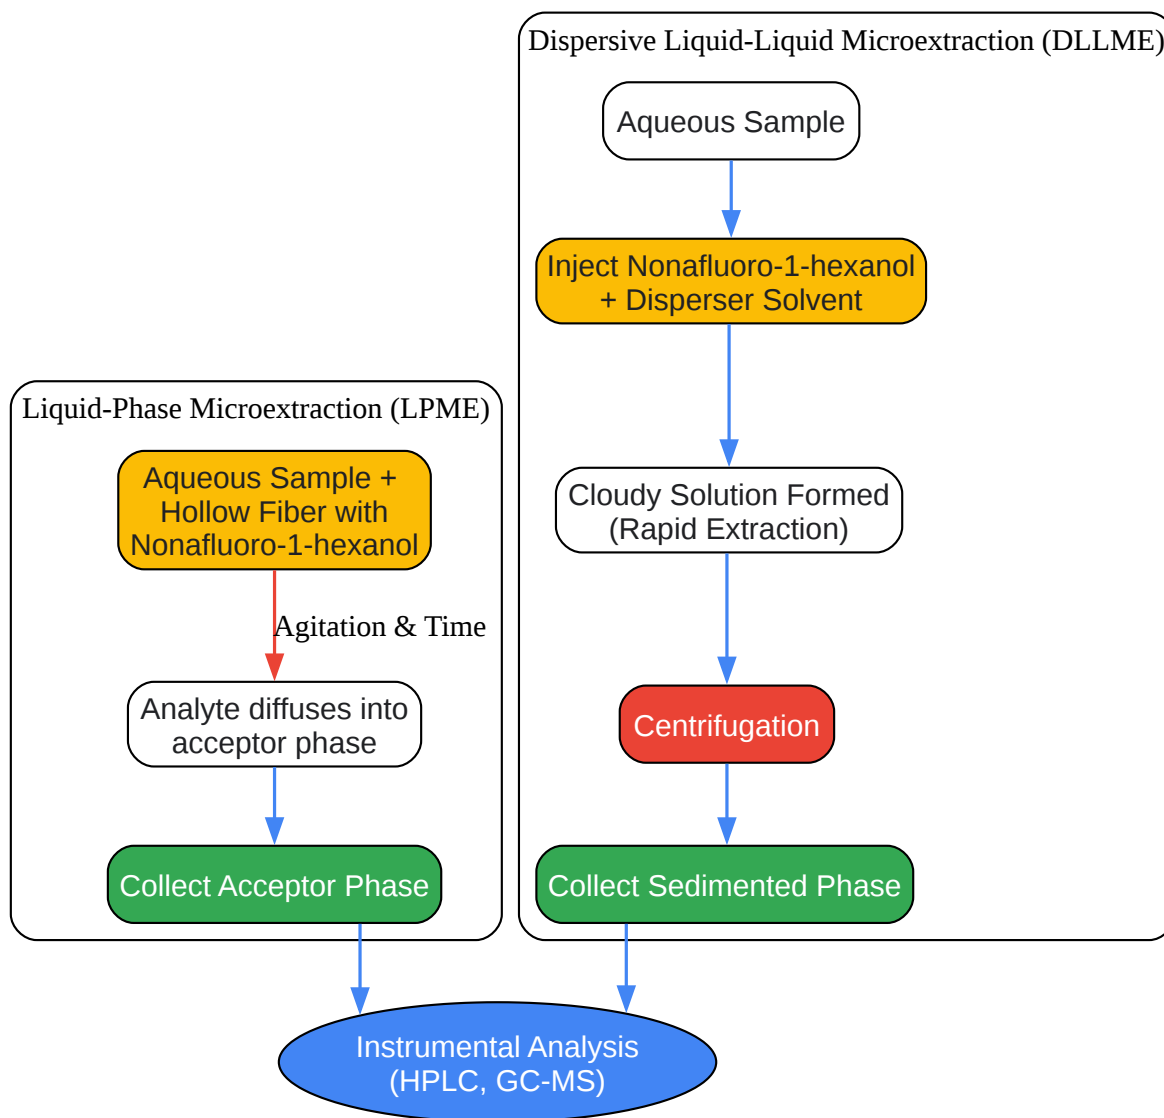 Dispersive Liquid-Liquid Microextraction (DLLME)
Aqueous Sample
Inject Nonafluoro-1-hexanol
+ Disperser Solvent
Cloudy Solution Formed
(Rapid Extraction)
Centrifugation
Collect Sedimented Phase
Liquid-Phase Microextraction (LPME)
Aqueous Sample +
Hollow Fiber with
Nonafluoro-1-hexanol
Agitation & Time
Analyte diffuses into
acceptor phase
Collect Acceptor Phase
Instrumental Analysis
(HPLC, GC-MS)